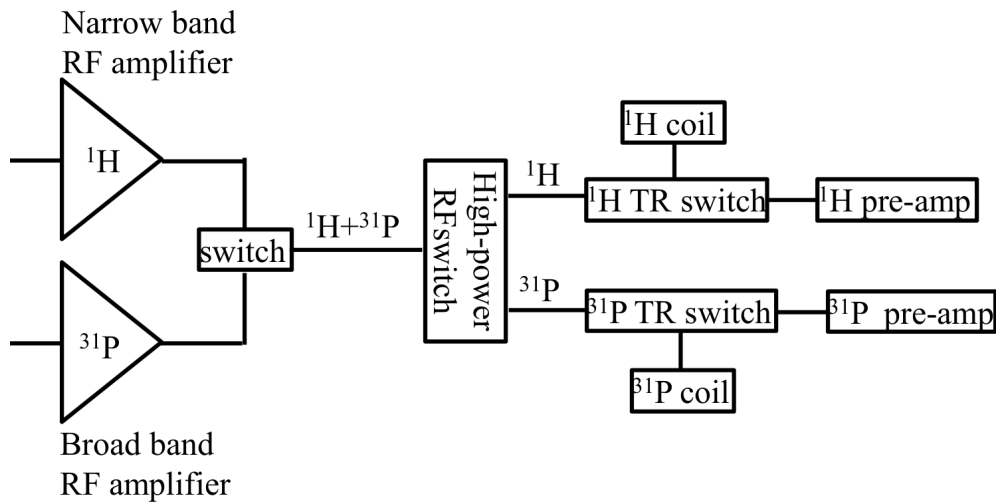 Narrow band
RF amplifier
¹H
switch
³¹P
Broad band
RF amplifier
¹H+³¹P
High-power
RFswitch
¹H
³¹P
¹H coil
¹H TR switch
¹H pre-amp
³¹P TR switch
³¹P pre-amp
³¹P coil